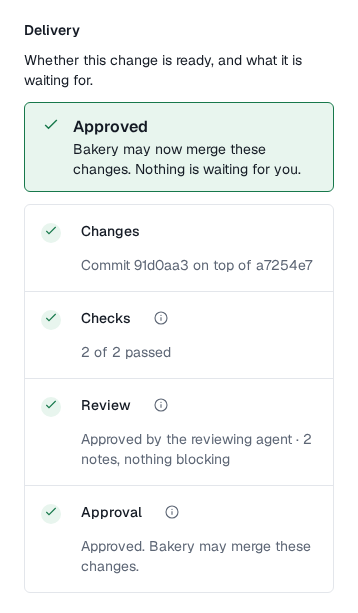 Delivery
Whether this change is ready, and what it is
waiting for.
Approved
Bakery may now merge these
changes. Nothing is waiting for you.
Changes
Commit 91d0aa3 on top of a7254e7
Checks
2 of 2 passed
Review
Approved by the reviewing agent · 2
notes, nothing blocking
Approval
Approved. Bakery may merge these
changes.